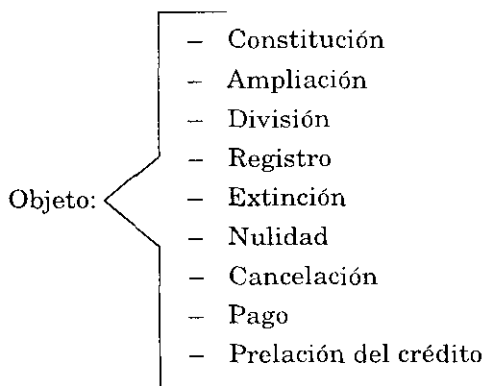 – Constitución
– Ampliación
– División
– Registro
Objeto: – Extinción
– Nulidad
– Cancelación
– Pago
– Prelación del crédito